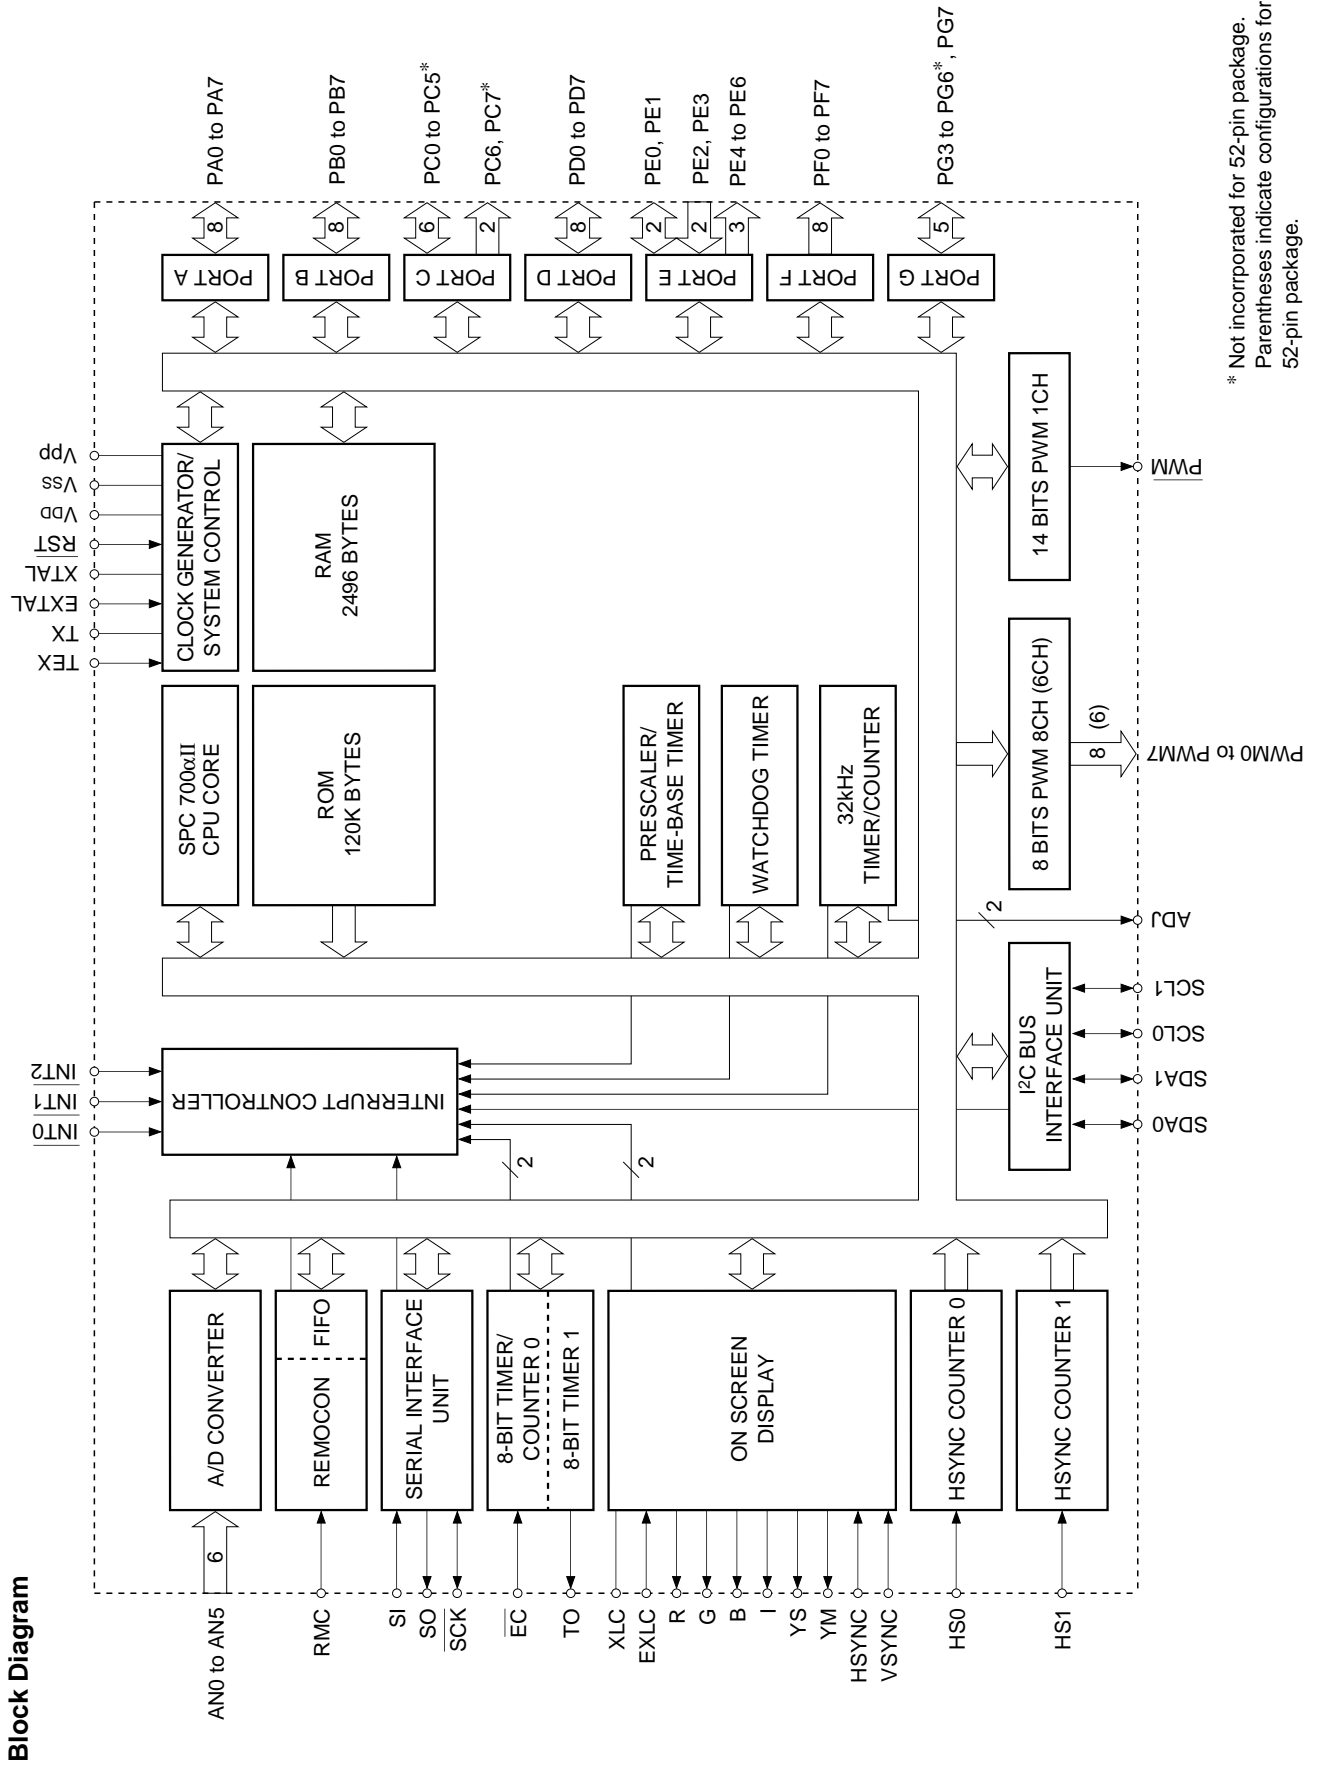 Block Diagram
AN0 to AN5
RMC
SI
SO
SCK
EC
TO
XLC
EXLC
R
G
B
I
YS
YM
HSYNC
VSYNC
HS0
HS1
6
A/D CONVERTER
REMOCON
FIFO
SERIAL INTERFACE
UNIT
8-BIT TIMER/
COUNTER 0
8-BIT TIMER 1
ON SCREEN
DISPLAY
HSYNC COUNTER 0
HSYNC COUNTER 1
2
2
INT0
INT1
INT2
INTERRUPT CONTROLLER
SPC 700αII
CPU CORE
ROM
120K BYTES
PRESCALER/
TIME-BASE TIMER
WATCHDOG TIMER
32kHz
TIMER/COUNTER
TEX
TX
EXTAL
XTAL
RST
VDD
Vss
Vpp
CLOCK GENERATOR/
SYSTEM CONTROL
RAM
2496 BYTES
I2C BUS
INTERFACE UNIT
SDA0
SDA1
SCL0
SCL1
2
ADJ
8 BITS PWM 8CH (6CH)
8 (6)
PWM0 to PWM7
14 BITS PWM 1CH
PWM
PORT A
8
PA0 to PA7
PORT B
8
PB0 to PB7
PORT C
6
PC0 to PC5*
2
PC6, PC7*
PORT D
8
PD0 to PD7
PORT E
2
PE0, PE1
2
PE2, PE3
3
PE4 to PE6
PORT F
8
PF0 to PF7
PORT G
5
PG3 to PG6*, PG7
* Not incorrporated for 52-pin package.
Parentheses indicate configurations for
52-pin package.